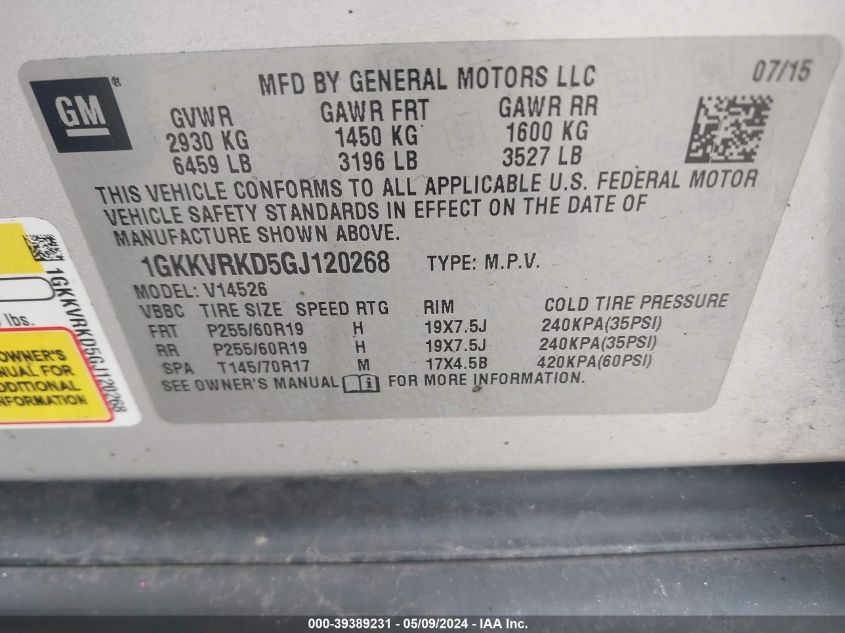 GM
®
MFD BY GENERAL MOTORS LLC
07/15
GVWR GAWR FRT GAWR RR
2930 KG 1450 KG 1600 KG
6459 LB 3196 LB 3527 LB
THIS VEHICLE CONFORMS TO ALL APPLICABLE U.S. FEDERAL MOTOR
VEHICLE SAFETY STANDARDS IN EFFECT ON THE DATE OF
MANUFACTURE SHOWN ABOVE.
1GKKVRKD5GJ120268 TYPE: M.P.V.
MODEL: V14526
VBBC TIRE SIZE SPEED RTG RIM COLD TIRE PRESSURE
FRT P255/60R19 H 19X7.5J 240KPA(35PSI)
RR P255/60R19 H 19X7.5J 240KPA(35PSI)
SPA T145/70R17 M 17X4.5B 420KPA(60PSI)
SEE OWNER'S MANUAL FOR MORE INFORMATION.
1GKKVRKD5GJ120268
lbs.
OWNER'S
MANUAL FOR
ADDITIONAL
INFORMATION
000-39389231 - 05/09/2024 - IAA Inc.